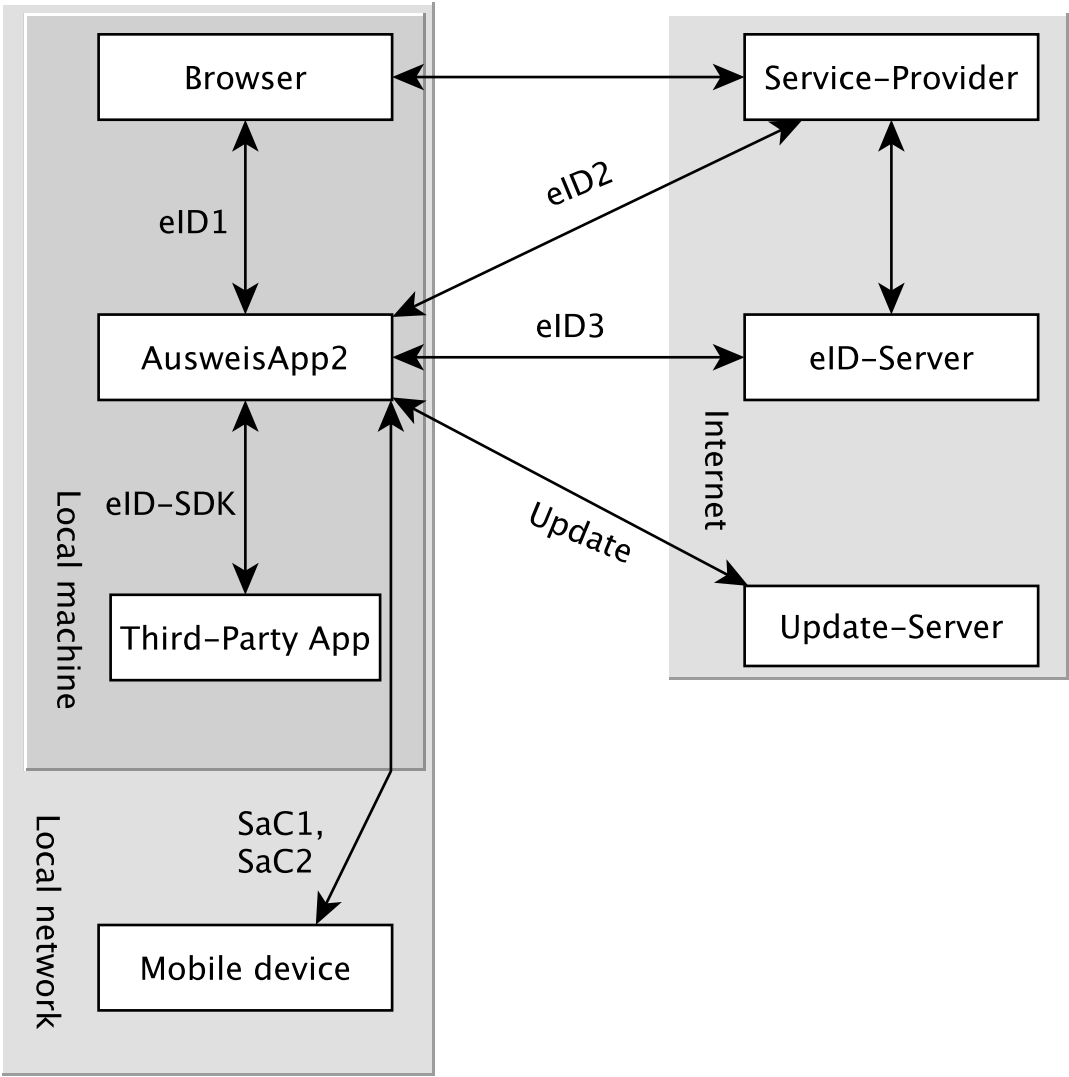 Browser
Service-Provider
eID1
eID2
AusweisApp2
eID3
eID-Server
eID-SDK
Internet
Update
Local machine
Third-Party App
Update-Server
SaC1,
SaC2
Local network
Mobile device